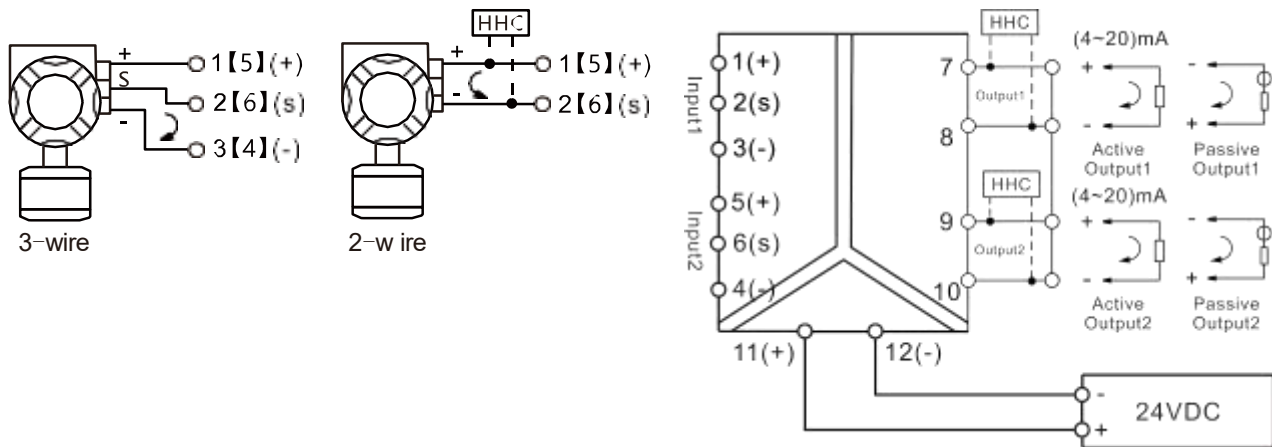 HHC
+
S
-
1【5】(+)
2【6】(s)
3【4】(-)
3-wire
+
-
1【5】(+)
2【6】(s)
2-w ire
Input1
1(+)
2(s)
3(-)
Input2
5(+)
6(s)
4(-)
7
8
9
10
HHC
Output1
HHC
Output2
(4~20)mA
+
-
Active
Output1
-
+
Passive
Output1
(4~20)mA
+
-
Active
Output2
-
+
Passive
Output2
11(+)
12(-)
-
+
24VDC